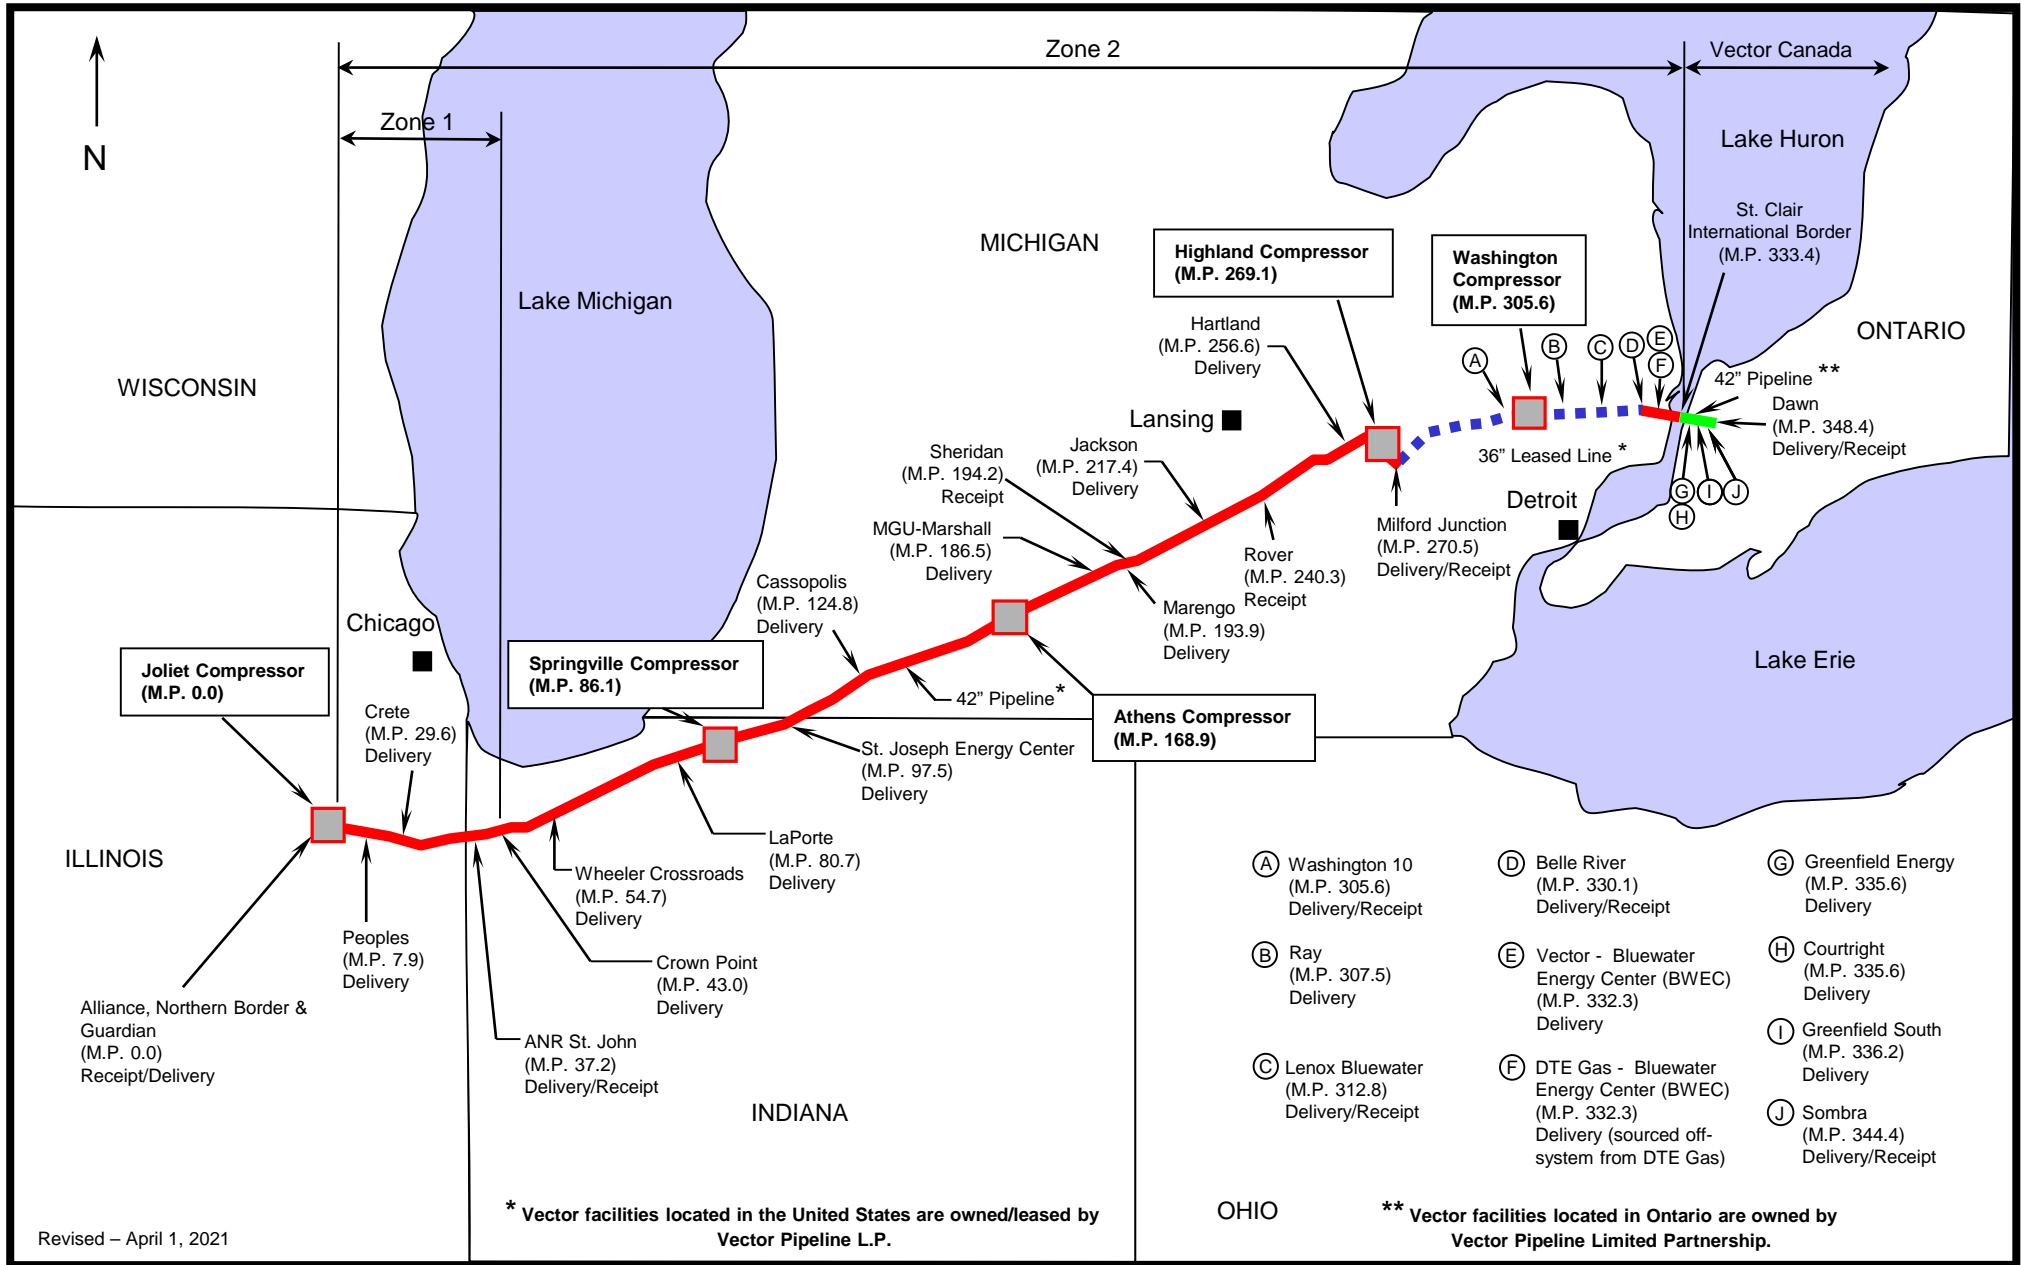 Zone 2
Vector Canada
Zone 1
N
Lake Huron
St. Clair
International Border
(M.P. 333.4)
MICHIGAN
Highland Compressor
(M.P. 269.1)
Washington
Compressor
(M.P. 305.6)
Lake Michigan
ONTARIO
WISCONSIN
Hartland
(M.P. 256.6)
Delivery
A
B
C
D
E
F
42” Pipeline **
Dawn
(M.P. 348.4)
Delivery/Receipt
Lansing
36” Leased Line *
Detroit
G
H
I
J
Jackson
(M.P. 217.4)
Delivery
Sheridan
(M.P. 194.2)
Receipt
MGU-Marshall
(M.P. 186.5)
Delivery
Milford Junction
(M.P. 270.5)
Delivery/Receipt
Rover
(M.P. 240.3)
Receipt
Marengo
(M.P. 193.9)
Delivery
Cassopolis
(M.P. 124.8)
Delivery
Chicago
Joliet Compressor
(M.P. 0.0)
Springville Compressor
(M.P. 86.1)
42” Pipeline*
Athens Compressor
(M.P. 168.9)
Lake Erie
Crete
(M.P. 29.6)
Delivery
St. Joseph Energy Center
(M.P. 97.5)
Delivery
ILLINOIS
LaPorte
(M.P. 80.7)
Delivery
Wheeler Crossroads
(M.P. 54.7)
Delivery
Peoples
(M.P. 7.9)
Delivery
Crown Point
(M.P. 43.0)
Delivery
Alliance, Northern Border &
Guardian
(M.P. 0.0)
Receipt/Delivery
ANR St. John
(M.P. 37.2)
Delivery/Receipt
INDIANA
OHIO
A Washington 10
(M.P. 305.6)
Delivery/Receipt
B Ray
(M.P. 307.5)
Delivery
C Lenox Bluewater
(M.P. 312.8)
Delivery/Receipt
D Belle River
(M.P. 330.1)
Delivery/Receipt
E Vector - Bluewater
Energy Center (BWEC)
(M.P. 332.3)
Delivery
F DTE Gas - Bluewater
Energy Center (BWEC)
(M.P. 332.3)
Delivery (sourced off-
system from DTE Gas)
G Greenfield Energy
(M.P. 335.6)
Delivery
H Courtright
(M.P. 335.6)
Delivery
I Greenfield South
(M.P. 336.2)
Delivery
J Sombra
(M.P. 344.4)
Delivery/Receipt
* Vector facilities located in the United States are owned/leased by
Vector Pipeline L.P.
** Vector facilities located in Ontario are owned by
Vector Pipeline Limited Partnership.
Revised – April 1, 2021